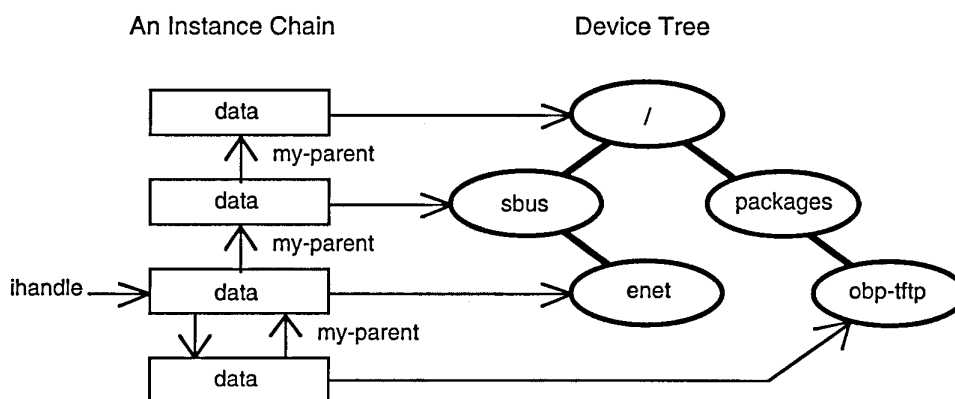 An Instance Chain
Device Tree
data
/
my-parent
data
sbus
packages
my-parent
ihandle
data
enet
obp-tftp
my-parent
data